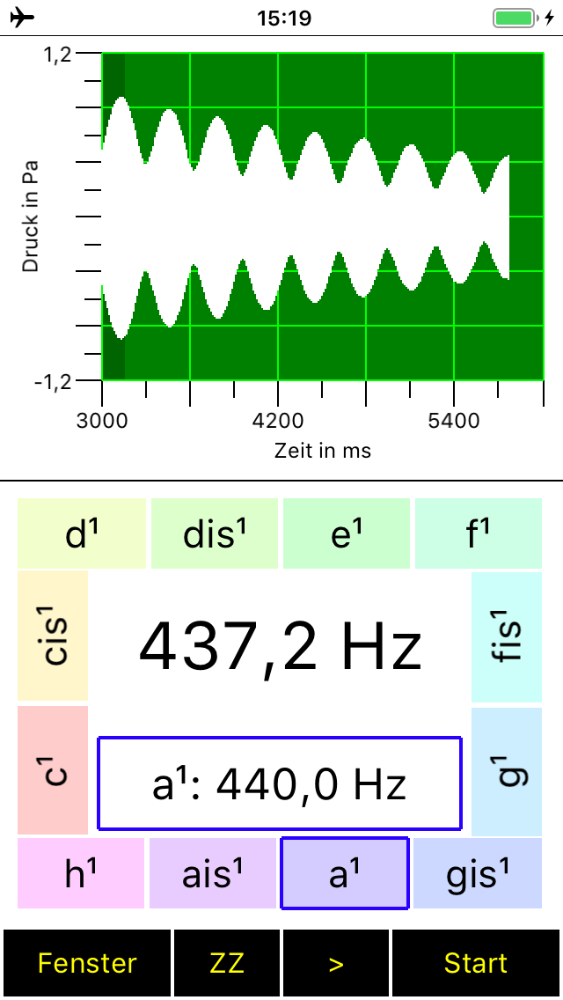 15:19
1,2
Druck in Pa
-1,2
3000 4200 5400
Zeit in ms
d¹ dis¹ e¹ f¹
cis¹ 437,2 Hz fis¹
c¹ a¹: 440,0 Hz g¹
h¹ ais¹ a¹ gis¹
Fenster ZZ > Start